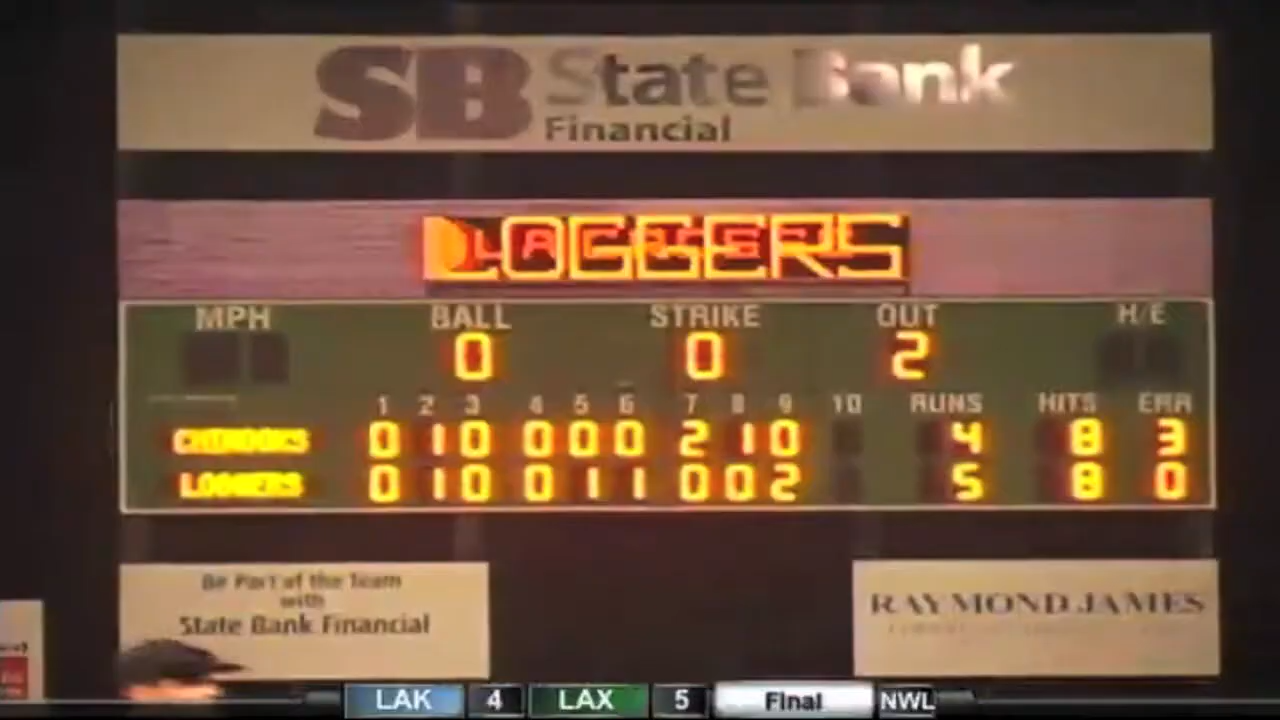 SB State Bank
Financial
LOGGERS
MPH BALL STRIKE OUT H/E
0 0 2
1 2 3 4 5 6 7 8 9 10 RUNS HITS ERR
CHINOOKS 0 1 0 0 0 0 2 1 0 4 8 3
LOGGERS 0 1 0 0 1 1 0 0 2 5 8 0
Be Part of the Team
with
State Bank Financial
RAYMOND JAMES
LAK 4 LAX 5 Final NWL